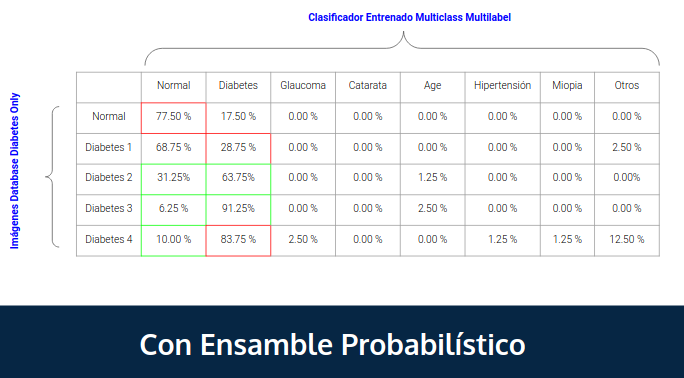 Clasificador Entrenado Multiclass Multilabel
Imágenes Database Diabetes Only
Normal Diabetes Glaucoma Catarata Age Hipertensión Miopia Otros
Normal 77.50 % 17.50 % 0.00 % 0.00 % 0.00 % 0.00 % 0.00 % 0.00 %
Diabetes 1 68.75 % 28.75 % 0.00 % 0.00 % 0.00 % 0.00 % 0.00 % 2.50 %
Diabetes 2 31.25% 63.75% 0.00 % 0.00 % 1.25 % 0.00 % 0.00 % 0.00%
Diabetes 3 6.25 % 91.25% 0.00 % 0.00 % 2.50 % 0.00 % 0.00 % 0.00 %
Diabetes 4 10.00 % 83.75 % 2.50 % 0.00 % 0.00 % 1.25 % 1.25 % 12.50 %
Con Ensamble Probabilístico